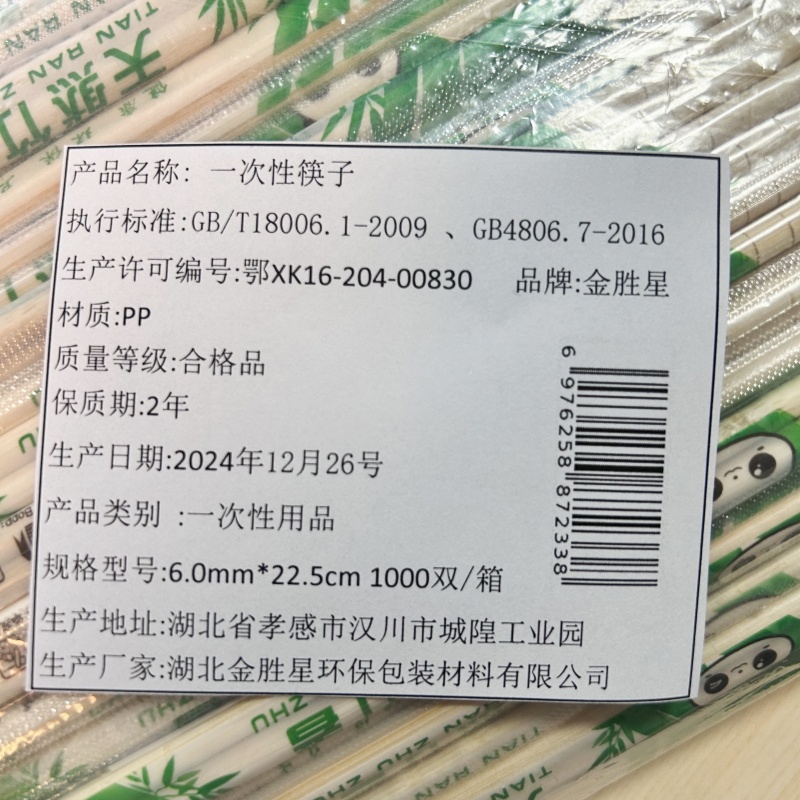 TIAN RAN ZHU
天然竹
产品名称: 一次性筷子
执行标准:GB/T18006.1-2009 、GB4806.7-2016
生产许可编号:鄂XK16-204-00830 品牌:金胜星
材质:PP
质量等级:合格品
保质期:2年
生产日期:2024年12月26号
产品类别 :一次性用品
规格型号:6.0mm*22.5cm 1000双/箱
生产地址:湖北省孝感市汉川市城隍工业园
生产厂家:湖北金胜星环保包装材料有限公司
6 976258 872338
TIAN RAN ZHU